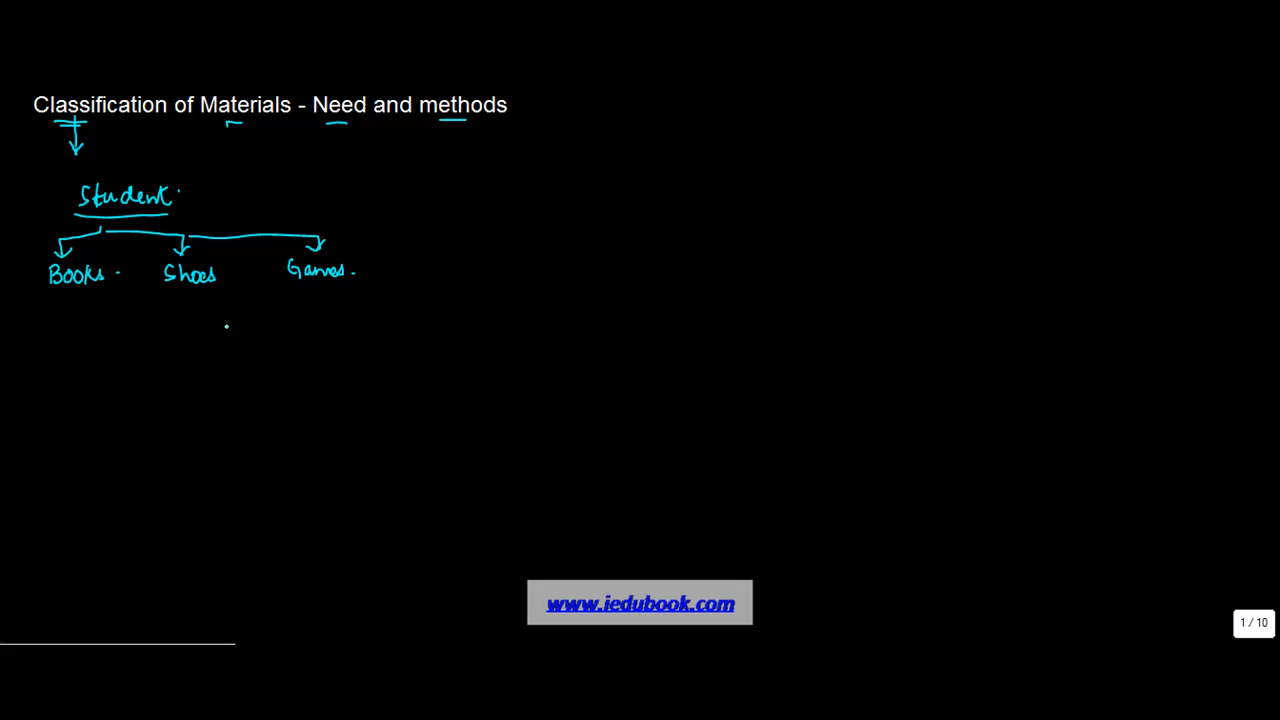 Classification of Materials - Need and methods
Student.
Books. Shoes Games.
www.iedubook.com
1 / 10